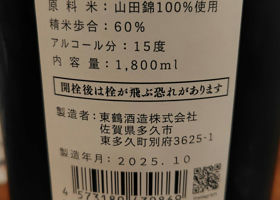 原料米:山田錦100%使用
精米歩合:60%
アルコール分:15度
内容量:1,800ml
開栓後は栓が飛ぶ恐れがあります
製造者:東鶴酒造株式会社
佐賀県多久市
東多久町別府3625-1
製造年月:2025.10